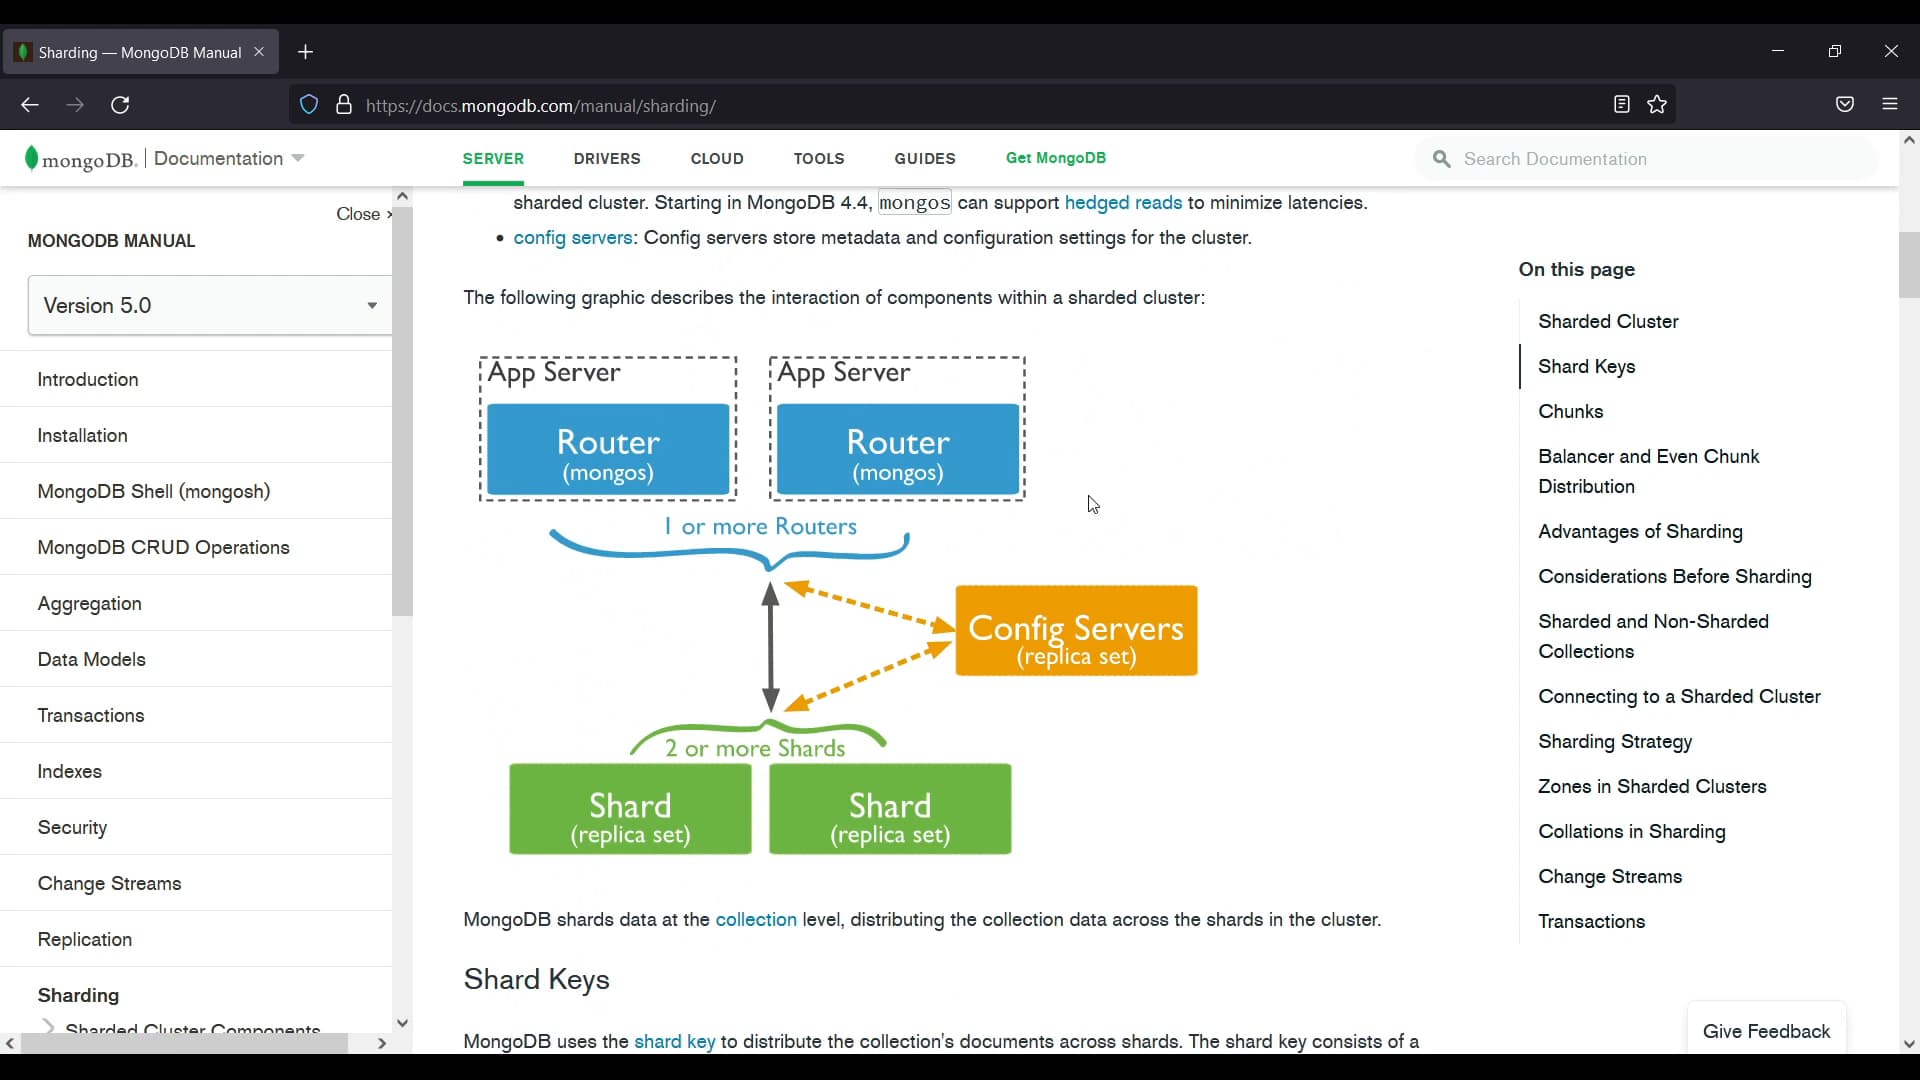 Sharding — MongoDB Manual
https://docs.mongodb.com/manual/sharding/
mongoDB. Documentation
SERVER
DRIVERS
CLOUD
TOOLS
GUIDES
Get MongoDB
Search Documentation
Close ×
MONGODB MANUAL
Version 5.0
Introduction
Installation
MongoDB Shell (mongosh)
MongoDB CRUD Operations
Aggregation
Data Models
Transactions
Indexes
Security
Change Streams
Replication
Sharding
Sharded Cluster Components
sharded cluster. Starting in MongoDB 4.4, mongos can support hedged reads to minimize latencies.
• config servers: Config servers store metadata and configuration settings for the cluster.
The following graphic describes the interaction of components within a sharded cluster:
App Server
Router
(mongos)
App Server
Router
(mongos)
1 or more Routers
Config Servers
(replica set)
2 or more Shards
Shard
(replica set)
Shard
(replica set)
MongoDB shards data at the collection level, distributing the collection data across the shards in the cluster.
Shard Keys
MongoDB uses the shard key to distribute the collection's documents across shards. The shard key consists of a
On this page
Sharded Cluster
Shard Keys
Chunks
Balancer and Even Chunk
Distribution
Advantages of Sharding
Considerations Before Sharding
Sharded and Non-Sharded
Collections
Connecting to a Sharded Cluster
Sharding Strategy
Zones in Sharded Clusters
Collations in Sharding
Change Streams
Transactions
Give Feedback